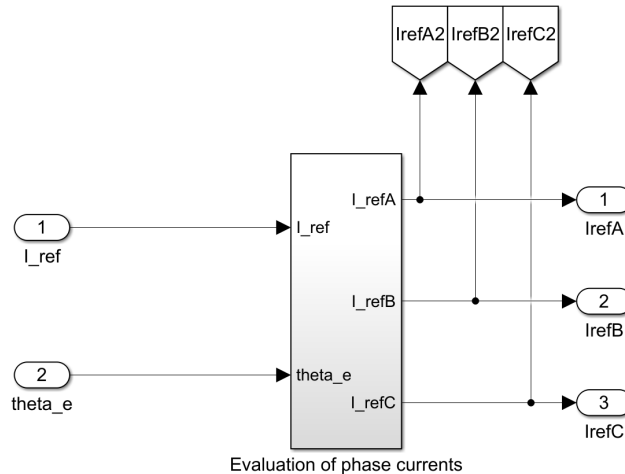 IrefA2 IrefB2 IrefC2
1
I_ref
2
theta_e
I_ref
theta_e
I_refA
I_refB
I_refC
Evaluation of phase currents
1
IrefA
2
IrefB
3
IrefC